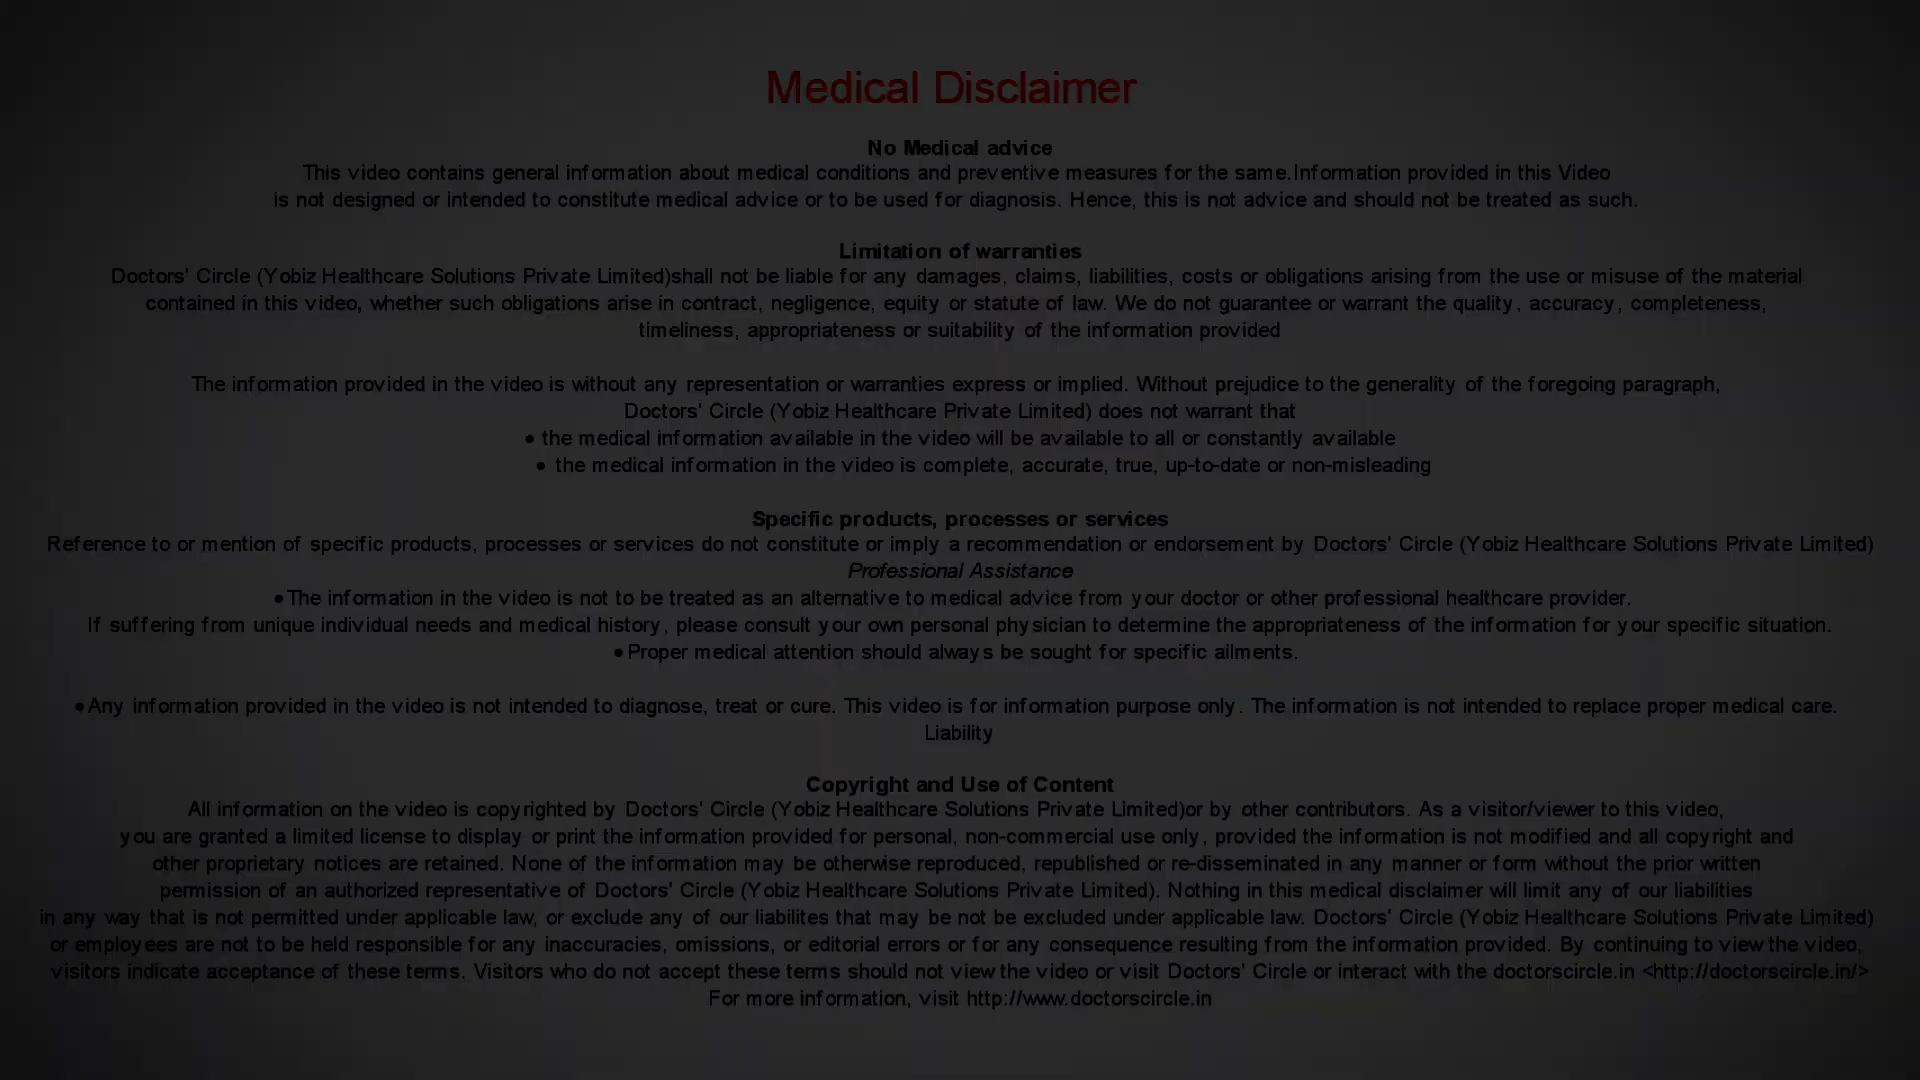 Medical Disclaimer
No Medical advice
This video contains general information about medical conditions and preventive measures for the same.Information provided in this Video
is not designed or intended to constitute medical advice or to be used for diagnosis. Hence, this is not advice and should not be treated as such.
Limitation of warranties
Doctors' Circle (Yobiz Healthcare Solutions Private Limited)shall not be liable for any damages, claims, liabilities, costs or obligations arising from the use or misuse of the material
contained in this video, whether such obligations arise in contract, negligence, equity or statute of law. We do not guarantee or warrant the quality, accuracy, completeness,
timeliness, appropriateness or suitability of the information provided
The information provided in the video is without any representation or warranties express or implied. Without prejudice to the generality of the foregoing paragraph,
Doctors' Circle (Yobiz Healthcare Private Limited) does not warrant that
• the medical information available in the video will be available to all or constantly available
• the medical information in the video is complete, accurate, true, up-to-date or non-misleading
Specific products, processes or services
Reference to or mention of specific products, processes or services do not constitute or imply a recommendation or endorsement by Doctors' Circle (Yobiz Healthcare Solutions Private Limited)
Professional Assistance
•The information in the video is not to be treated as an alternative to medical advice from your doctor or other professional healthcare provider.
If suffering from unique individual needs and medical history, please consult your own personal physician to determine the appropriateness of the information for your specific situation.
•Proper medical attention should always be sought for specific ailments.
•Any information provided in the video is not intended to diagnose, treat or cure. This video is for information purpose only. The information is not intended to replace proper medical care.
Liability
Copyright and Use of Content
All information on the video is copyrighted by Doctors' Circle (Yobiz Healthcare Solutions Private Limited)or by other contributors. As a visitor/viewer to this video,
you are granted a limited license to display or print the information provided for personal, non-commercial use only, provided the information is not modified and all copyright and
other proprietary notices are retained. None of the information may be otherwise reproduced, republished or re-disseminated in any manner or form without the prior written
permission of an authorized representative of Doctors' Circle (Yobiz Healthcare Solutions Private Limited). Nothing in this medical disclaimer will limit any of our liabilities
in any way that is not permitted under applicable law, or exclude any of our liabilites that may be not be excluded under applicable law. Doctors' Circle (Yobiz Healthcare Solutions Private Limited)
or employees are not to be held responsible for any inaccuracies, omissions, or editorial errors or for any consequence resulting from the information provided. By continuing to view the video,
visitors indicate acceptance of these terms. Visitors who do not accept these terms should not view the video or visit Doctors' Circle or interact with the doctorscircle.in <http://doctorscircle.in/>
For more information, visit http://www.doctorscircle.in